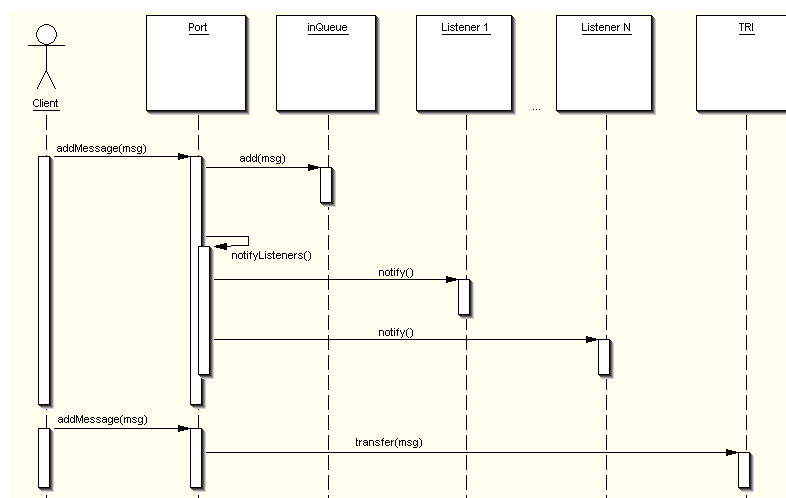 Port
inQueue
Listener 1
Listener N
TRI
...
Client
addMessage(msg)
add(msg)
notifyListeners()
notify()
notify()
addMessage(msg)
transfer(msg)